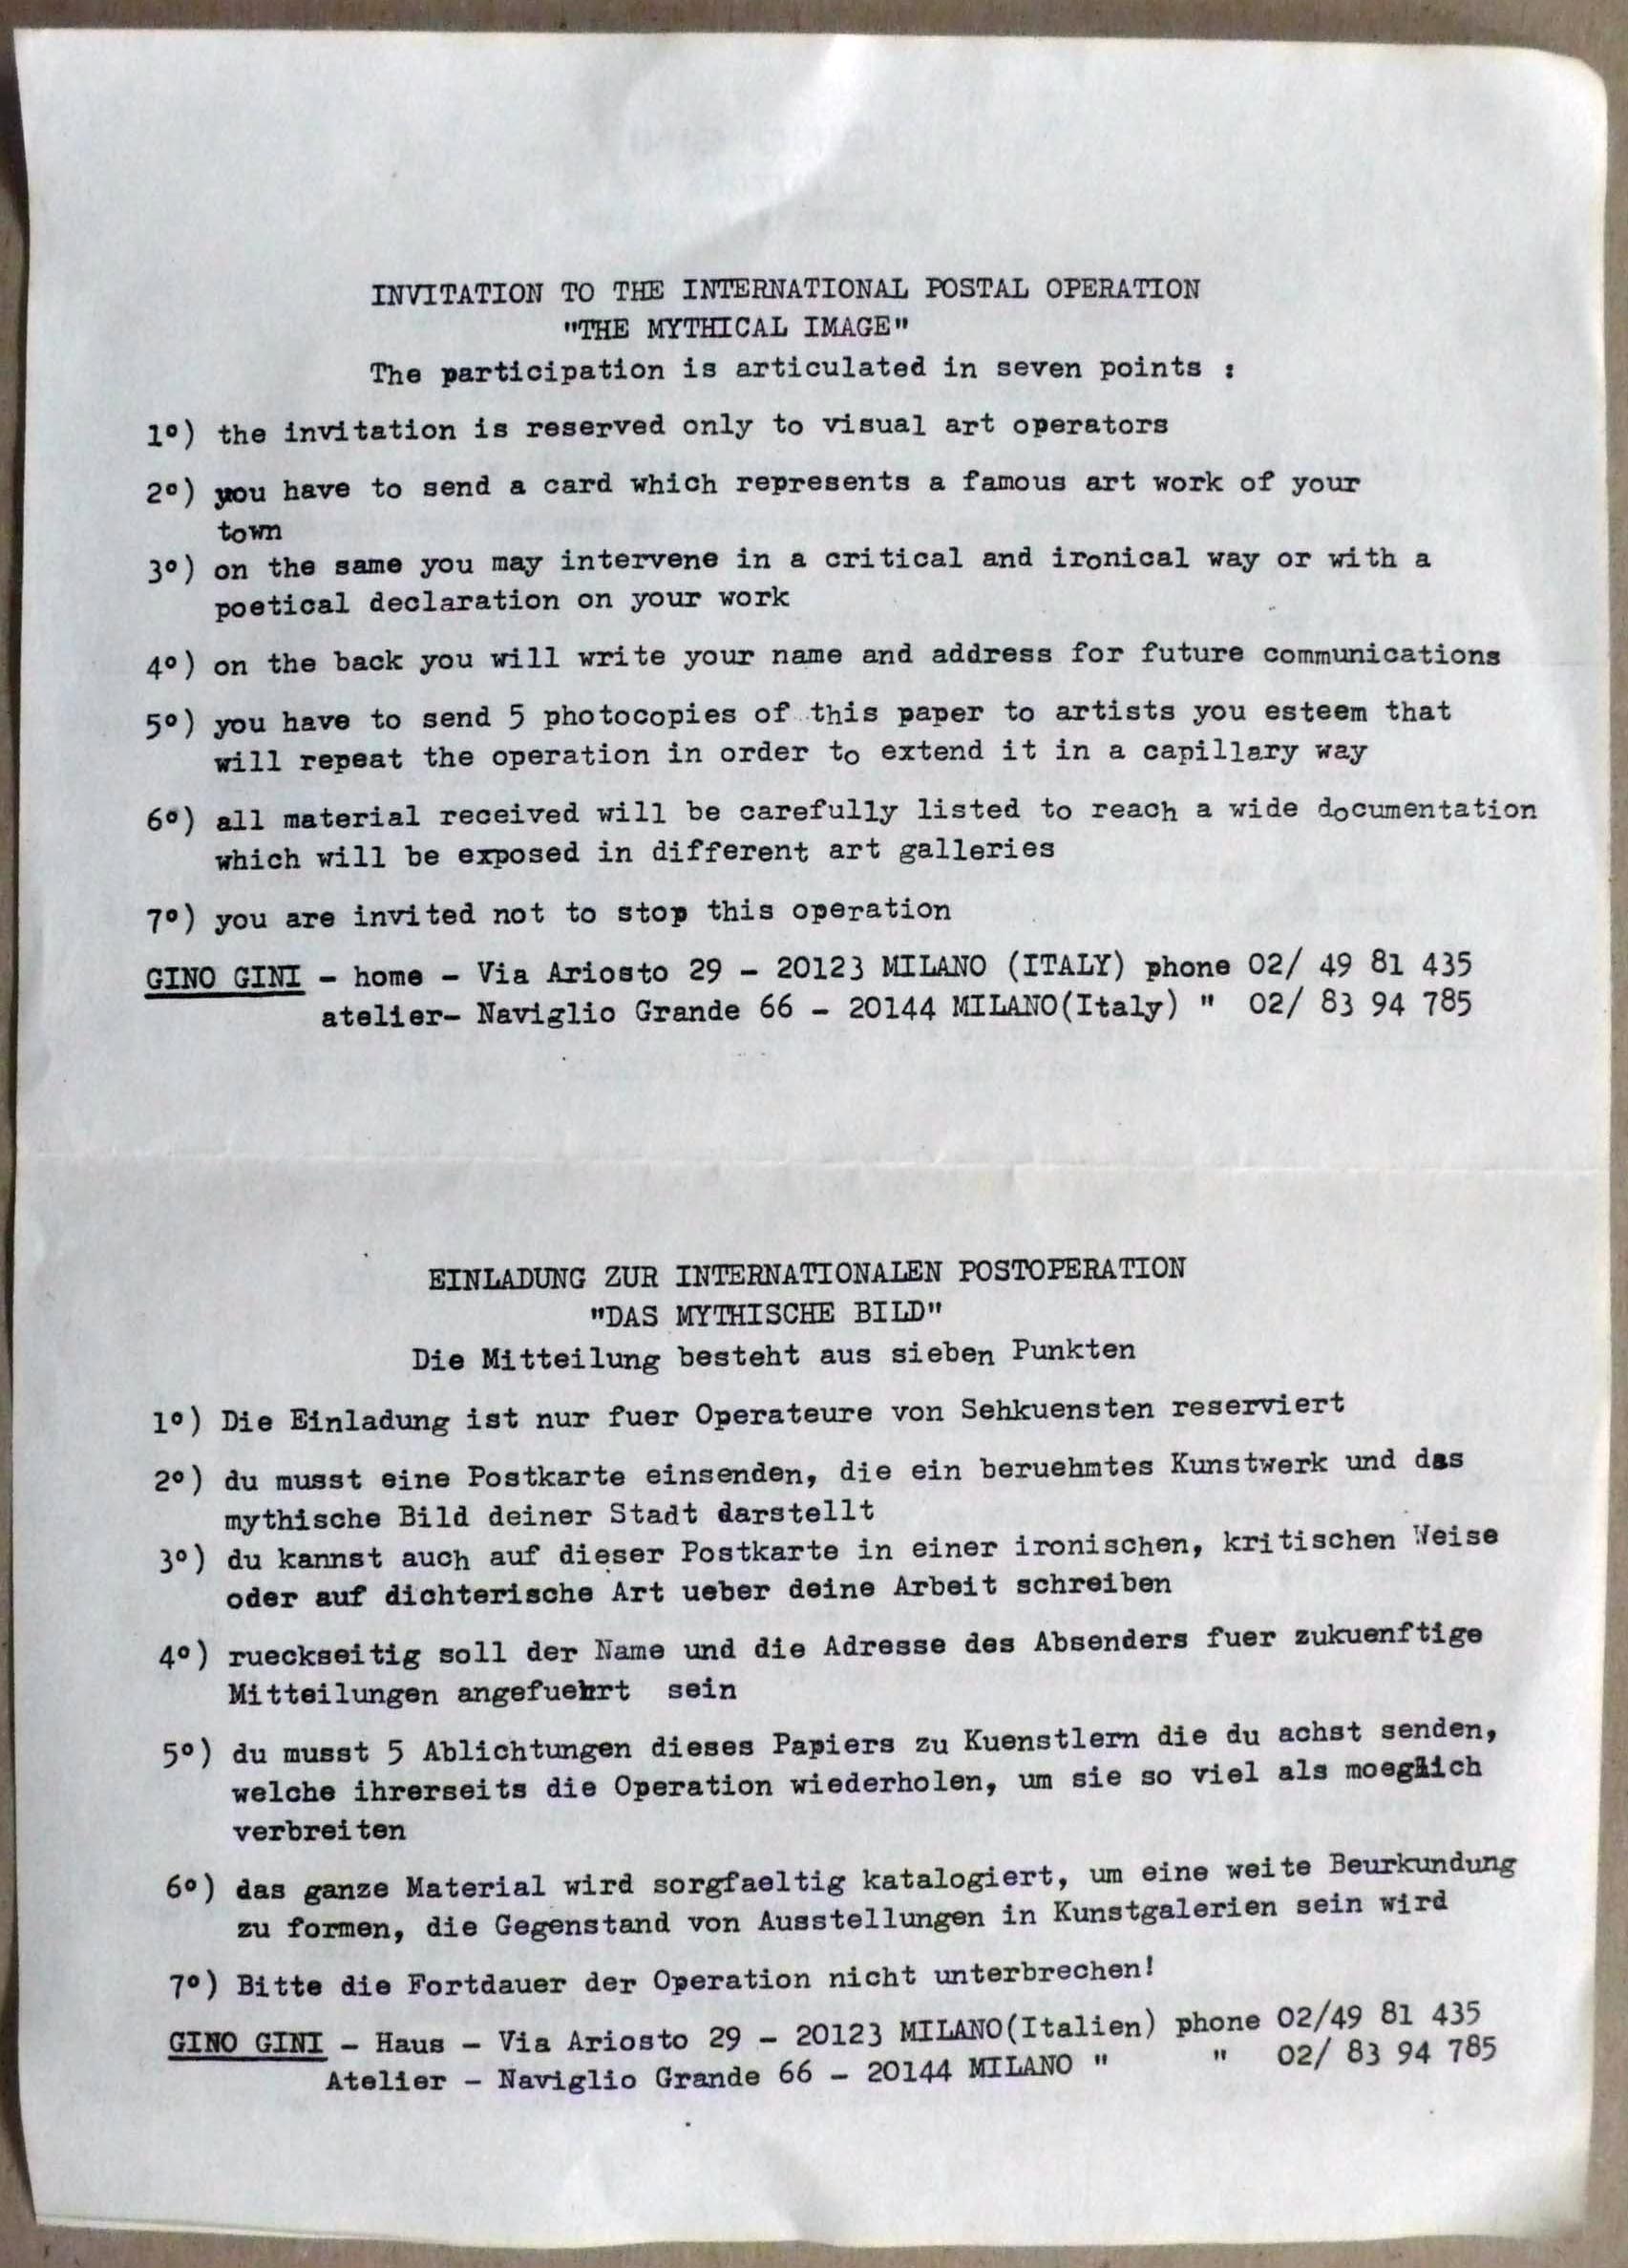 INVITATION TO THE INTERNATIONAL POSTAL OPERATION
"THE MYTHICAL IMAGE"
The participation is articulated in seven points :
1º) the invitation is reserved only to visual art operators
2º) you have to send a card which represents a famous art work of your
town
3º) on the same you may intervene in a critical and ironical way or with a
poetical declaration on your work
4º) on the back you will write your name and address for future communications
5º) you have to send 5 photocopies of this paper to artists you esteem that
will repeat the operation in order to extend it in a capillary way
6º) all material received will be carefully listed to reach a wide documentation
which will be exposed in different art galleries
7º) you are invited not to stop this operation
GINO GINI - home - Via Ariosto 29 - 20123 MILANO (ITALY) phone 02/ 49 81 435
atelier- Naviglio Grande 66 - 20144 MILANO(Italy) " 02/ 83 94 785
EINLADUNG ZUR INTERNATIONALEN POSTOPERATION
"DAS MYTHISCHE BILD"
Die Mitteilung besteht aus sieben Punkten
1º) Die Einladung ist nur fuer Operateure von Sehkuensten reserviert
2º) du musst eine Postkarte einsenden, die ein beruehmtes Kunstwerk und das
mythische Bild deiner Stadt darstellt
3º) du kannst auch auf dieser Postkarte in einer ironischen, kritischen Weise
oder auf dichterische Art ueber deine Arbeit schreiben
4º) rueckseitig soll der Name und die Adresse des Absenders fuer zukuenftige
Mitteilungen angefuehrt sein
5º) du musst 5 Ablichtungen dieses Papiers zu Kuenstlern die du achst senden,
welche ihrerseits die Operation wiederholen, um sie so viel als moeglich
verbreiten
6º) das ganze Material wird sorgfaeltig katalogiert, um eine weite Beurkundung
zu formen, die Gegenstand von Ausstellungen in Kunstgalerien sein wird
7º) Bitte die Fortdauer der Operation nicht unterbrechen!
GINO GINI - Haus - Via Ariosto 29 - 20123 MILANO(Italien) phone 02/49 81 435
Atelier - Naviglio Grande 66 - 20144 MILANO " " 02/ 83 94 785